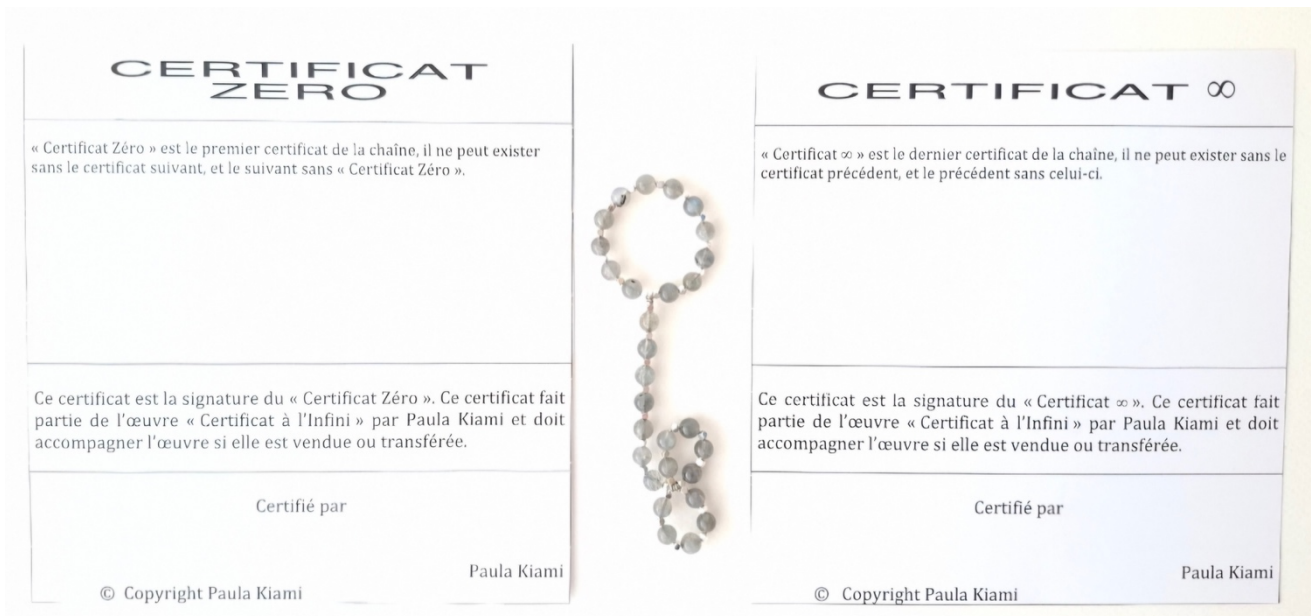 CERTIFICAT
ZERO
« Certificat Zéro » est le premier certificat de la chaîne, il ne peut exister
sans le certificat suivant, et le suivant sans « Certificat Zéro ».
Ce certificat est la signature du « Certificat Zéro ». Ce certificat fait
partie de l’œuvre « Certificat à l’Infini » par Paula Kiami et doit
accompagner l’œuvre si elle est vendue ou transférée.
Certifié par
Paula Kiami
© Copyright Paula Kiami
CERTIFICAT ∞
« Certificat ∞ » est le dernier certificat de la chaîne, il ne peut exister sans le
certificat précédent, et le précédent sans celui-ci.
Ce certificat est la signature du « Certificat ∞ ». Ce certificat fait
partie de l’œuvre « Certificat à l’Infini » par Paula Kiami et doit
accompagner l’œuvre si elle est vendue ou transférée.
Certifié par
Paula Kiami
© Copyright Paula Kiami